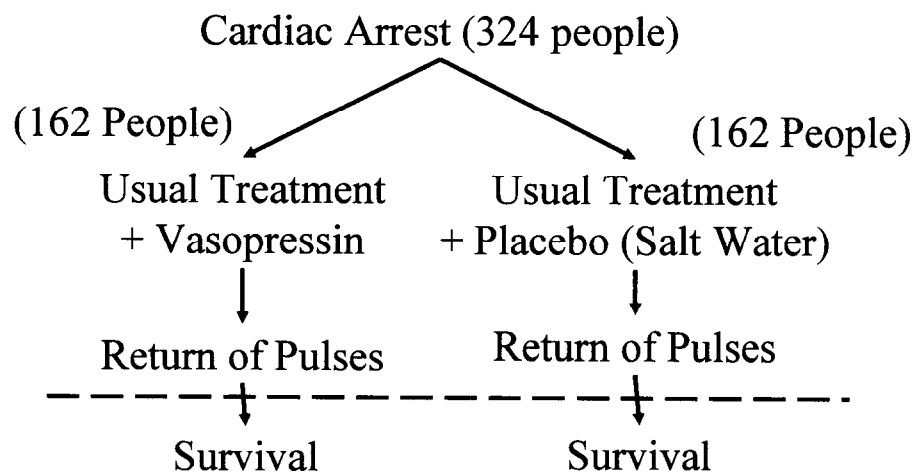 Cardiac Arrest (324 people)
(162 People)
(162 People)
Usual Treatment
+ Vasopressin
Usual Treatment
+ Placebo (Salt Water)
Return of Pulses
Return of Pulses
Survival
Survival